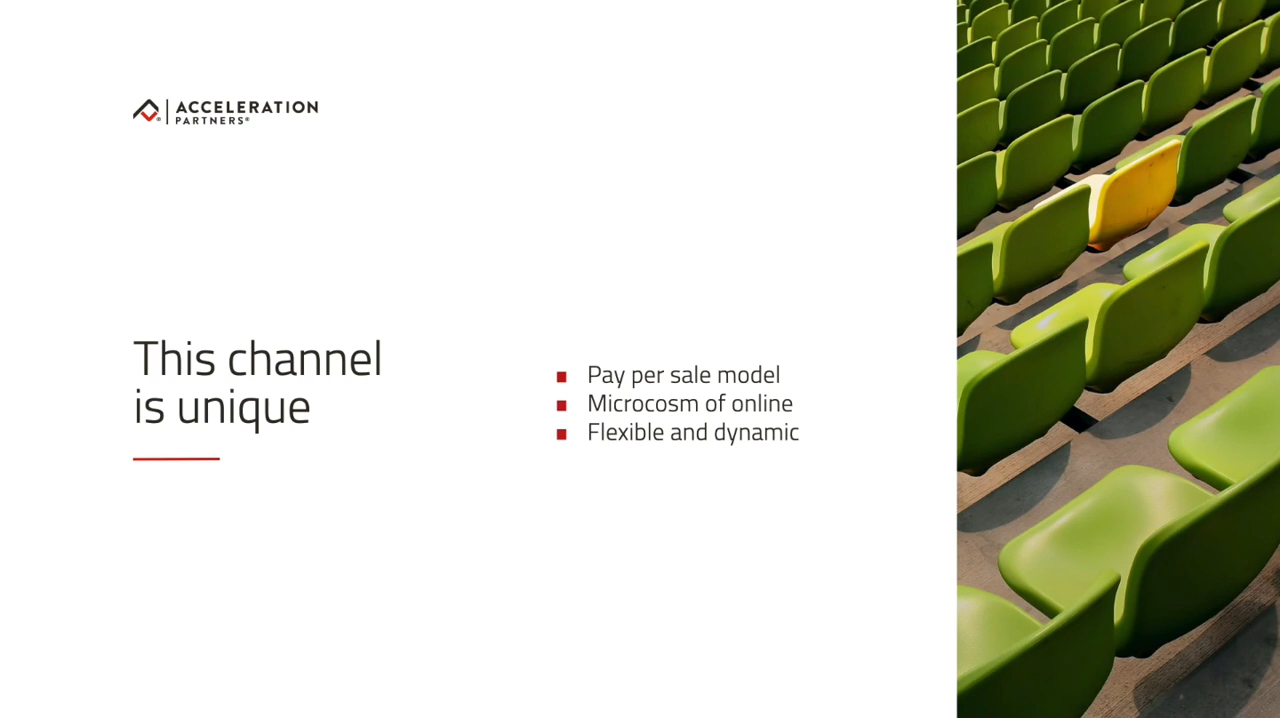 ACCELERATION
PARTNERS®
This channel
is unique
Pay per sale model
Microcosm of online
Flexible and dynamic